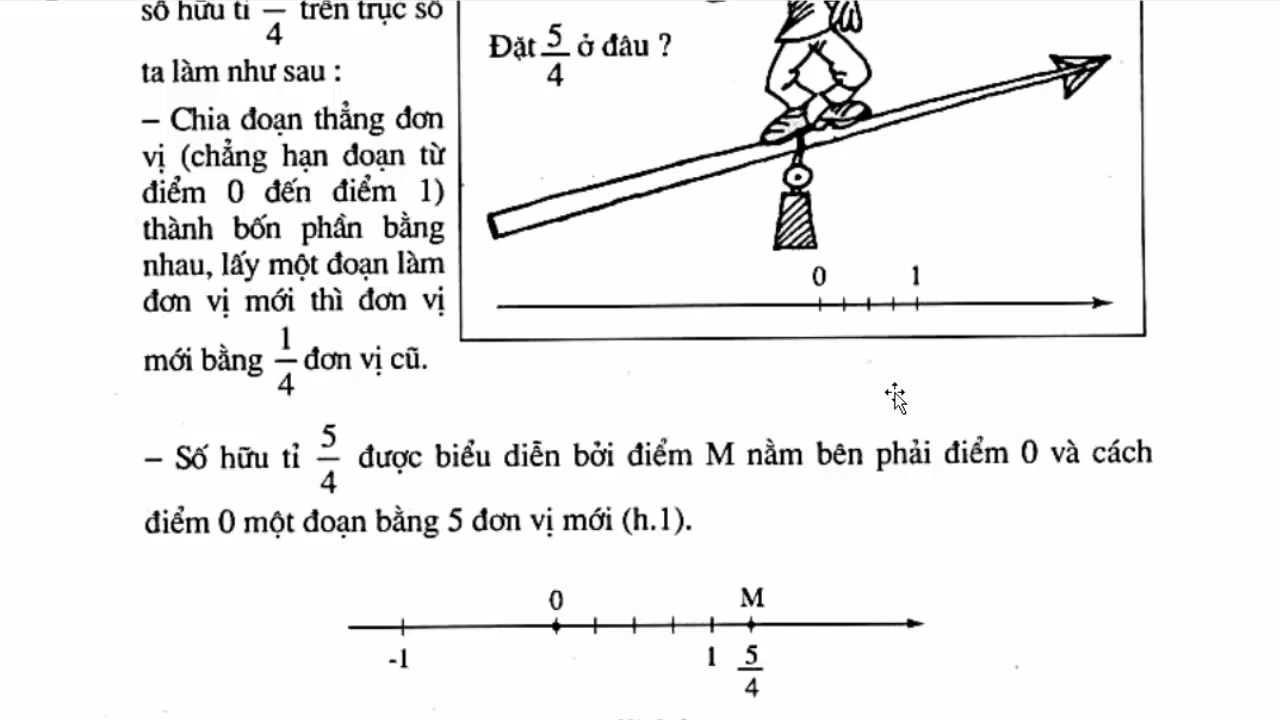 số hữu tỉ –/4 trên trục số
ta làm như sau :
– Chia đoạn thẳng đơn
vị (chẳng hạn đoạn từ
điểm 0 đến điểm 1)
thành bốn phần bằng
nhau, lấy một đoạn làm
đơn vị mới thì đơn vị
mới bằng 1/4 đơn vị cũ.
Đặt 5/4 ở đâu ?
0 1
– Số hữu tỉ 5/4 được biểu diễn bởi điểm M nằm bên phải điểm 0 và cách
điểm 0 một đoạn bằng 5 đơn vị mới (h.1).
0 M
-1 1 5/4